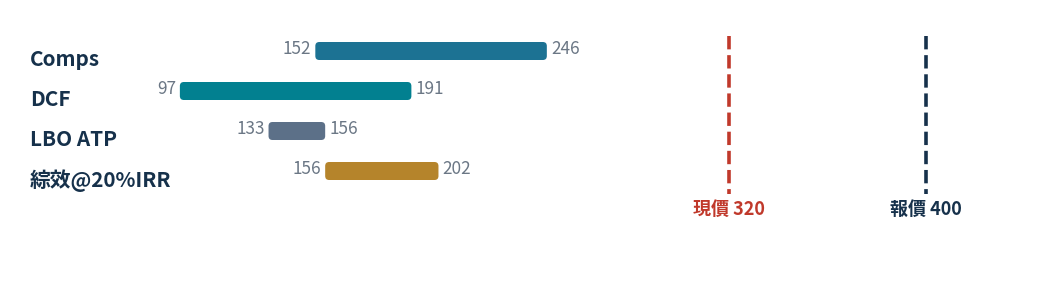 Comps 152 246
DCF 97 191
LBO ATP 133 156
綜效@20%IRR 156 202
現價 320 報價 400